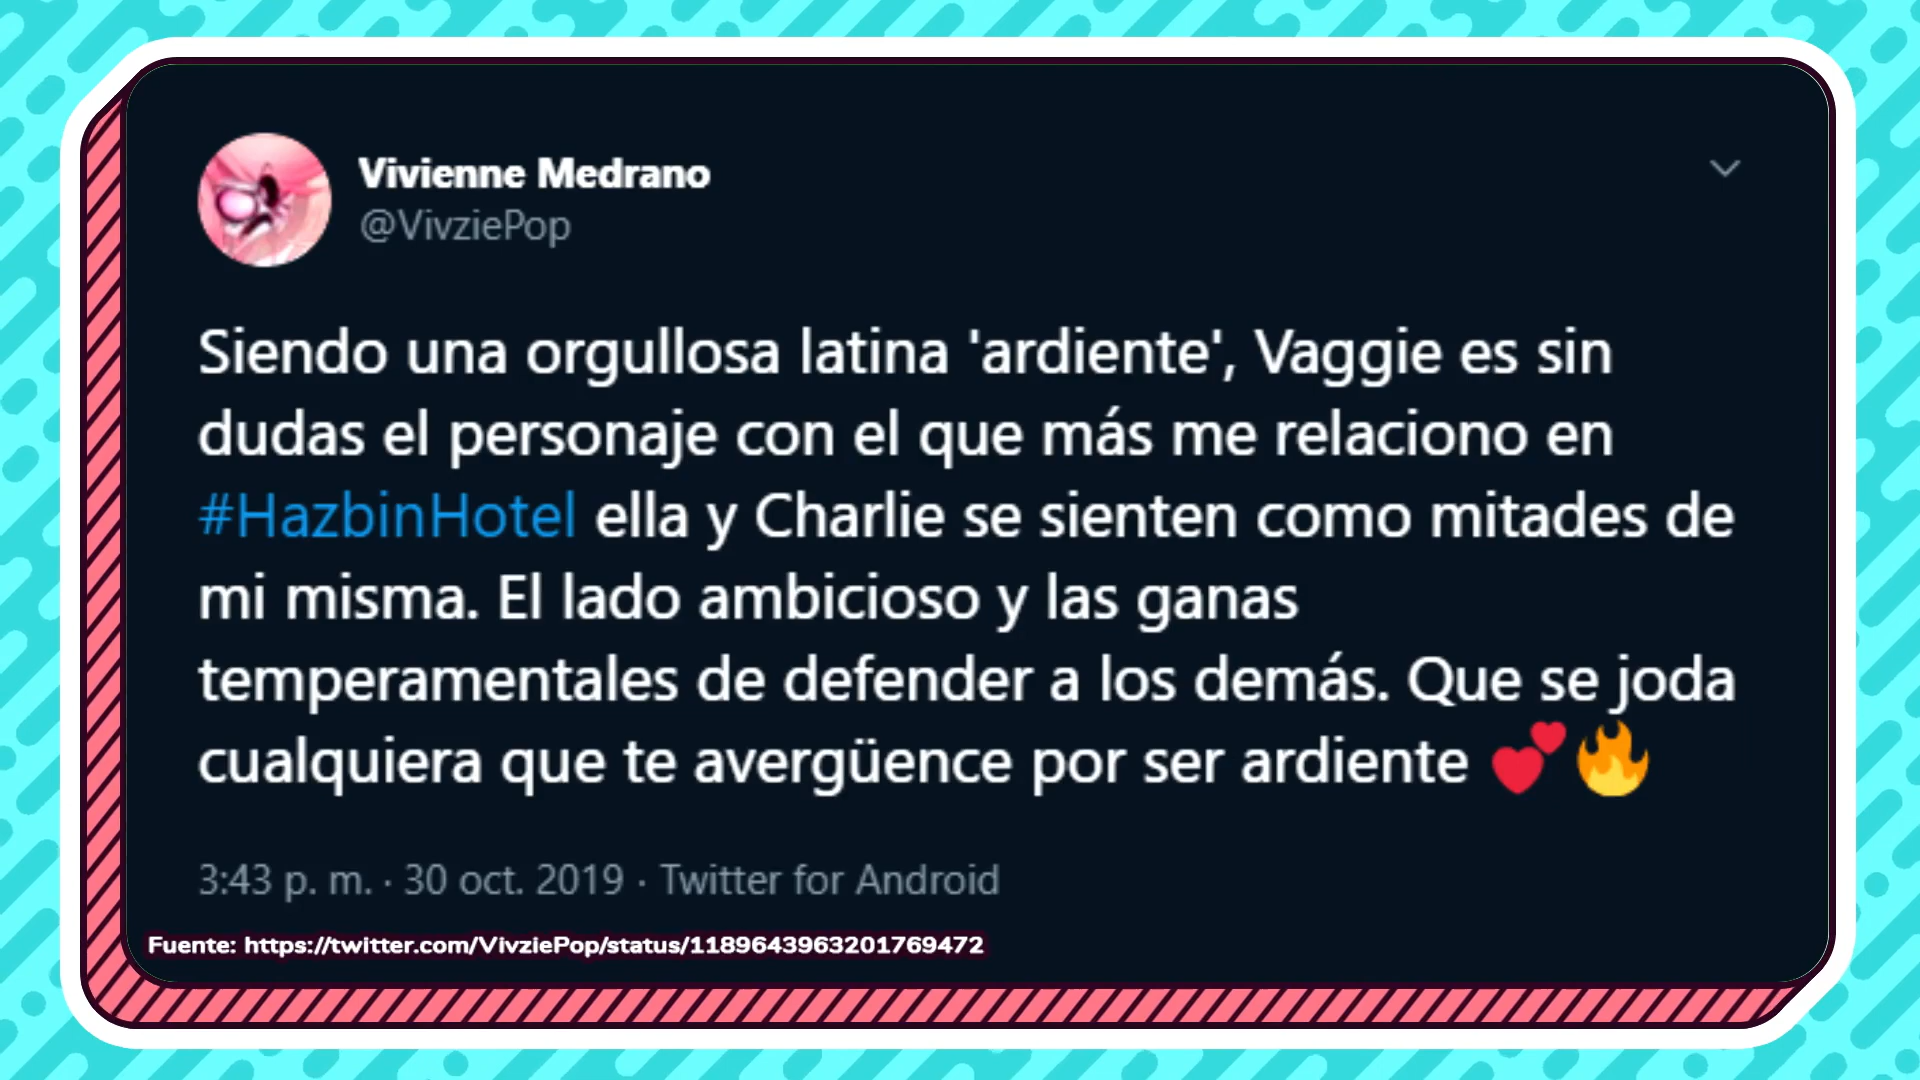 Vivienne Medrano
@VivziePop
Siendo una orgullosa latina 'ardiente', Vaggie es sin
dudas el personaje con el que más me relaciono en
#HazbinHotel ella y Charlie se sienten como mitades de
mi misma. El lado ambicioso y las ganas
temperamentales de defender a los demás. Que se joda
cualquiera que te avergüence por ser ardiente 💕🔥
3:43 p. m. · 30 oct. 2019 · Twitter for Android
Fuente: https://twitter.com/VivziePop/status/1189643963201769472